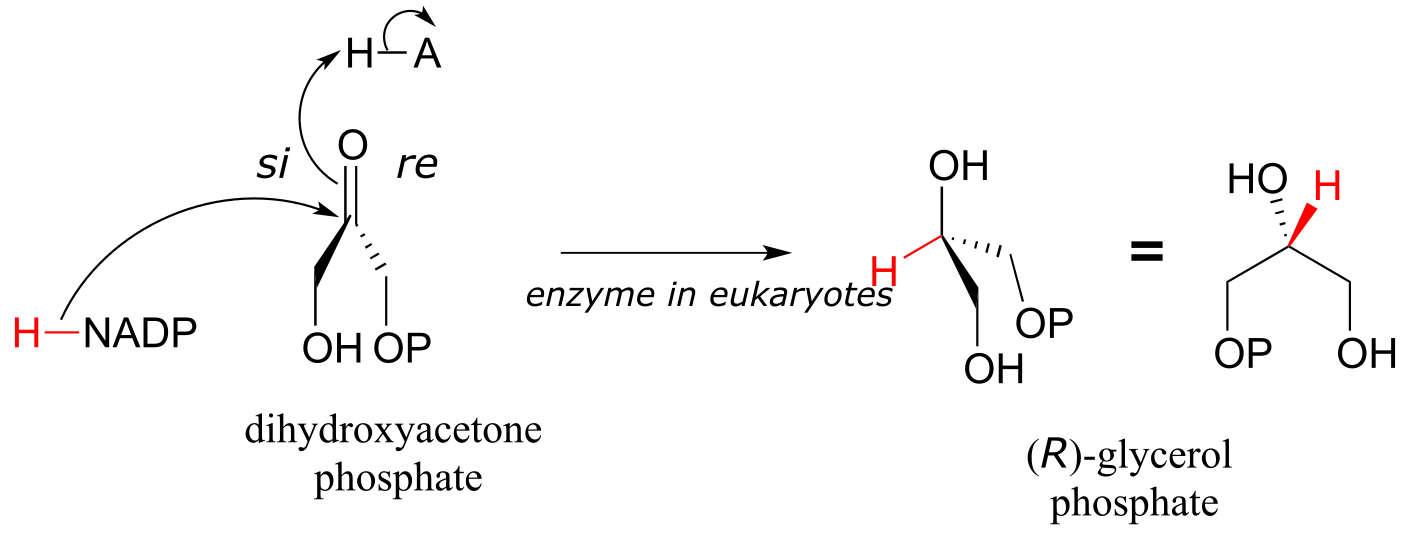 H–A
O
si
re
H–NADP
OH
OP
dihydroxyacetone
phosphate
enzyme in eukaryotes
OH
H
OP
OH
=
HO
H
OP
OH
(R)-glycerol
phosphate